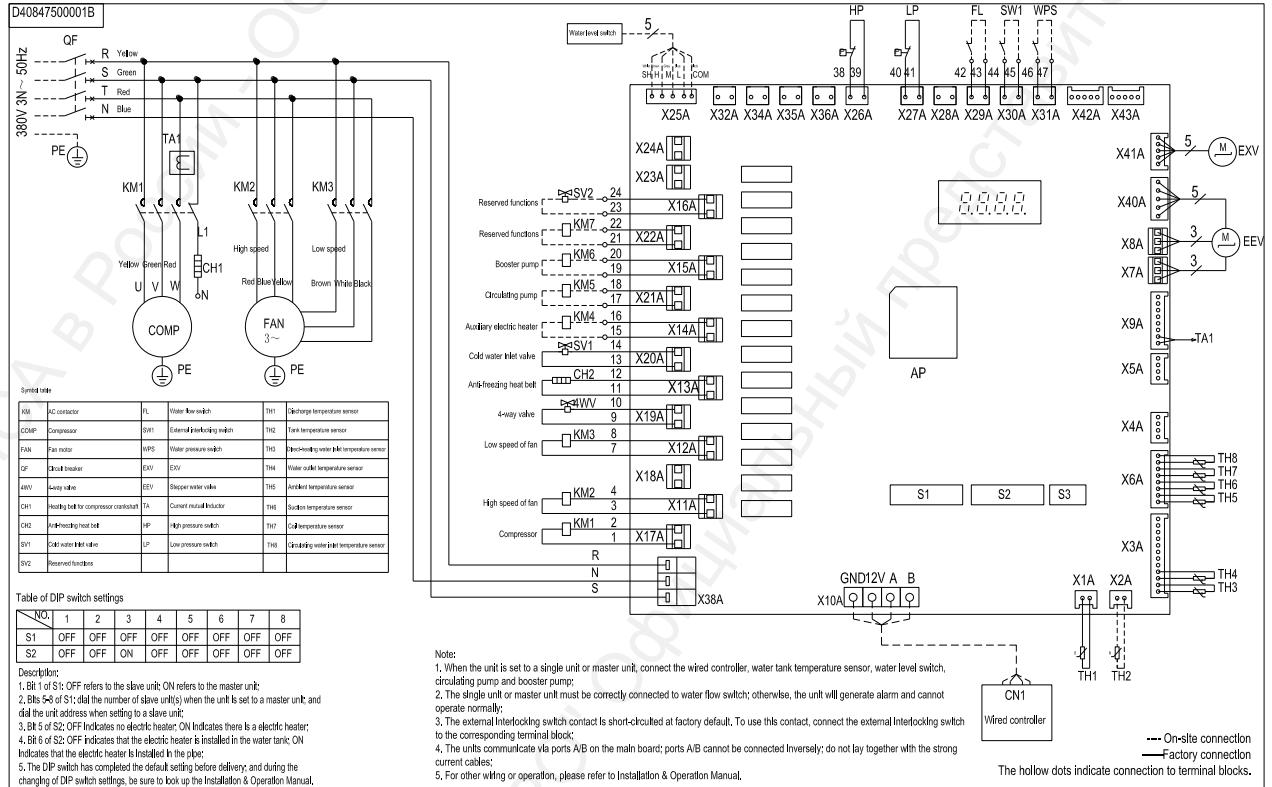 D40847500001B
QF
380V 3N~ 50Hz
R Yellow
S Green
T Red
N Blue
PE
TA1
KM1
KM2
KM3
L1
High speed
Low speed
Yellow Green Red
CH1
U V W
N
Red Blue Yellow
Brown White Black
COMP
FAN
3~
PE
PE
Symbol table
KM AC contactor FL Water flow switch TH1 Discharge temperature sensor
COMP Compressor SW1 External interlocking switch TH2 Tank temperature sensor
FAN Fan motor WPS Water pressure switch TH3 Direct-heating water inlet temperature sensor
QF Circuit breaker EXV EXV TH4 Water outlet temperature sensor
4WV 4-way valve EEV Stepper water valve TH5 Ambient temperature sensor
CH1 Heating belt for compressor crankshaft TA Current mutual Inductor TH6 Suction temperature sensor
CH2 Anti-freezing heat belt HP High pressure switch TH7 Coil temperature sensor
SV1 Cold water inlet valve LP Low pressure switch TH8 Circulating water inlet temperature sensor
SV2 Reserved functions
Table of DIP switch settings
NO. 1 2 3 4 5 6 7 8
S1 OFF OFF OFF OFF OFF OFF OFF OFF
S2 OFF OFF ON OFF OFF OFF OFF OFF
Description:
1. Bit 1 of S1: OFF refers to the slave unit; ON refers to the master unit;
2. Bits 5-8 of S1: dial the number of slave unit(s) when the unit is set to a master unit; and
dial the unit address when setting to a slave unit;
3. Bit 5 of S2: OFF indicates no electric heater; ON indicates there is a electric heater;
4. Bit 6 of S2: OFF indicates that the electric heater is installed in the water tank; ON
indicates that the electric heater is installed in the pipe;
5. The DIP switch has completed the default setting before delivery; and during the
changing of DIP switch settings, be sure to look up the Installation & Operation Manual.
Water level switch
5
SH H M L COM
HP
LP
FL SW1 WPS
38 39
40 41
42 43 44 45 46 47
X25A X32A X34A X35A X36A X26A X27A X28A X29A X30A X31A X42A X43A
X24A
X23A
Reserved functions SV2 24
23 X16A
Reserved functions KM7 22
21 X22A
Booster pump KM6 20
19 X15A
Circulating pump KM5 18
17 X21A
Auxiliary electric heater KM4 16
15 X14A
Cold water inlet valve SV1 14
13 X20A
Anti-freezing heat belt CH2 12
11 X13A
4-way valve 4WV 10
9 X19A
Low speed of fan KM3 8
7 X12A
X18A
High speed of fan KM2 4
3 X11A
Compressor KM1 2
1 X17A
R
N
S
X38A
AP
S1 S2 S3
X41A 5 M EXV
X40A 5
X8A 3 M EEV
X7A 3
X9A
TA1
X5A
X4A
X6A
TH8
TH7
TH6
TH5
X3A
TH4
TH3
GND 12V A B
X10A
X1A X2A
TH1 TH2
CN1
Wired controller
Note:
1. When the unit is set to a single unit or master unit, connect the wired controller, water tank temperature sensor, water level switch,
circulating pump and booster pump;
2. The single unit or master unit must be correctly connected to water flow switch; otherwise, the unit will generate alarm and cannot
operate normally;
3. The external interlocking switch contact is short-circuited at factory default. To use this contact, connect the external interlocking switch
to the corresponding terminal block;
4. The units communicate via ports A/B on the main board; ports A/B cannot be connected inversely; do not lay together with the strong
current cables;
5. For other wiring or operation, please refer to Installation & Operation Manual.
On-site connection
Factory connection
The hollow dots indicate connection to terminal blocks.